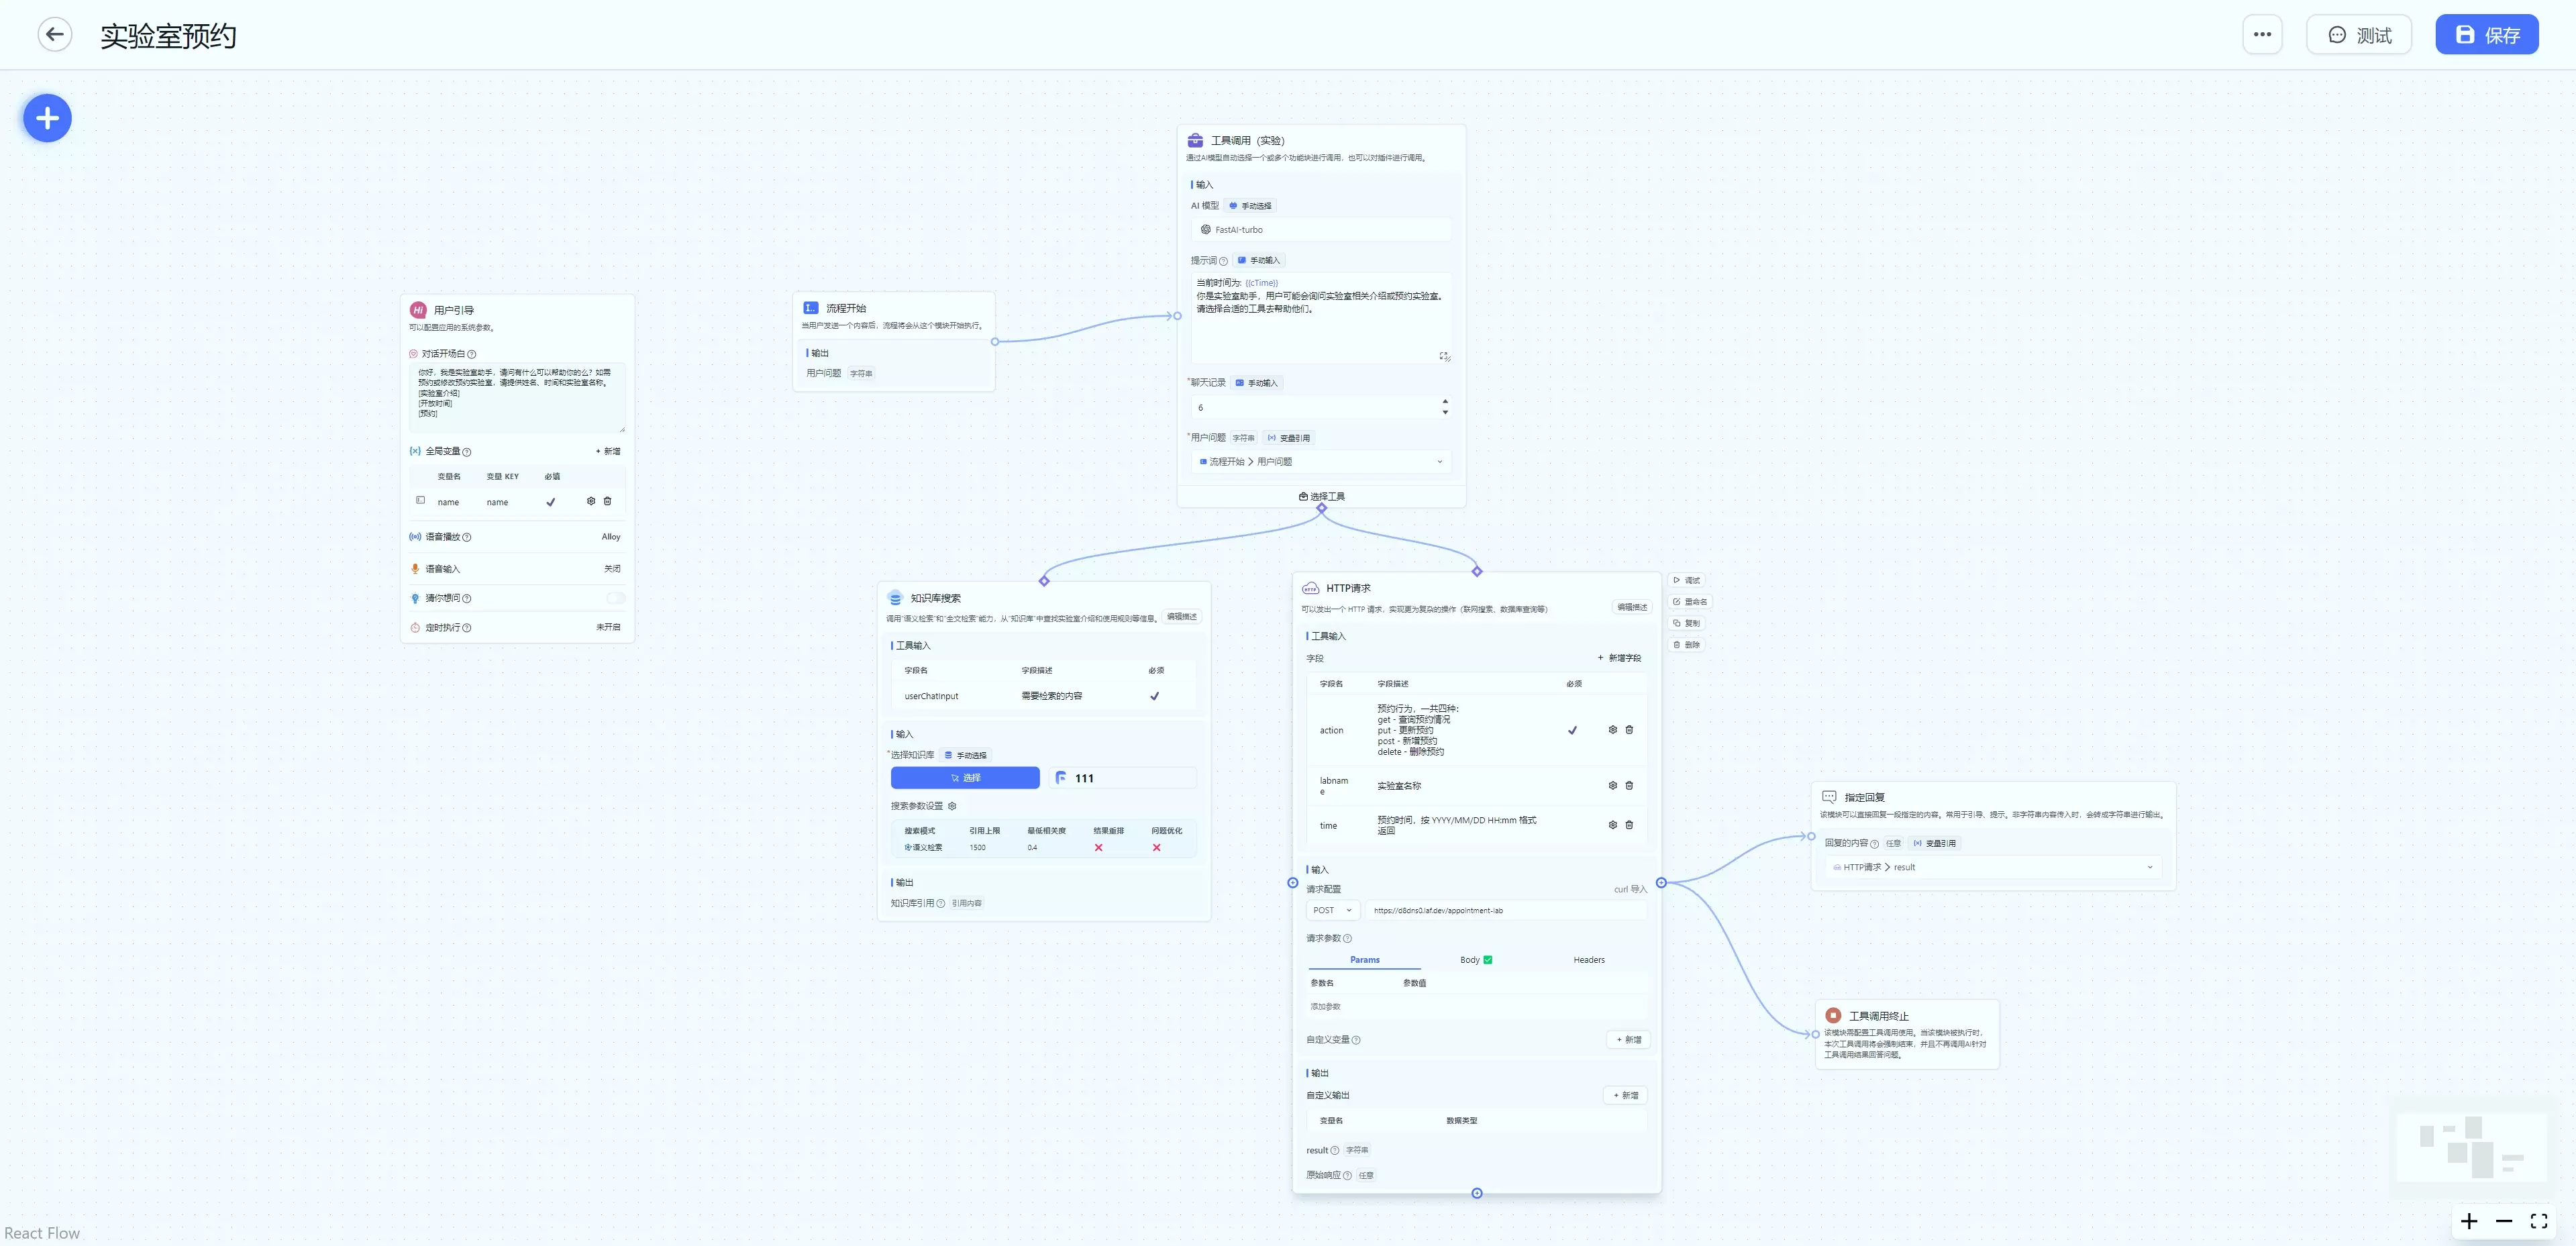 实验室预约
测试
保存
工具调用（实验）
通过AI模型自动选择一个或多个功能块进行调用，也可以对插件进行调用。
输入
AI 模型 手动选择
FastAI-turbo
提示词 手动输入
当前时间为: {{cTime}}
你是实验室助手，用户可能会询问实验室相关介绍或预约实验室。
请选择合适的工具去帮助他们。
*聊天记录 手动输入
6
*用户问题 字符串 变量引用
流程开始 > 用户问题
选择工具
Hi 用户引导
可以配置应用的系统参数。
对话开场白
你好，我是实验室助手，请问有什么可以帮助你的么？如需
预约或修改预约实验室，请提供姓名、时间和实验室名称。
[实验室介绍]
[开放时间]
[预约]
全局变量 + 新增
变量名 变量 KEY 必填
name name
语音播放 Alloy
语音输入 关闭
猜你想问
定时执行 未开启
流程开始
当用户发送一个内容后，流程将会从这个模块开始执行。
输出
用户问题 字符串
知识库搜索
调用“语义检索”和“全文检索”能力，从“知识库”中查找实验室介绍和使用规则等信息。 编辑描述
工具输入
字段名 字段描述 必须
userChatInput 需要检索的内容
输入
*选择知识库 手动选择
选择 111
搜索参数设置
搜索模式 引用上限 最低相关度 结果重排 问题优化
语义检索 1500 0.4
输出
知识库引用 引用内容
HTTP请求
可以发出一个 HTTP 请求，实现更为复杂的操作（联网搜索、数据库查询等） 编辑描述
调试
重命名
复制
删除
工具输入
字段 + 新增字段
字段名 字段描述 必须
action
预约行为，一共四种：
get - 查询预约情况
put - 更新预约
post - 新增预约
delete - 删除预约
labnam
e
实验室名称
time
预约时间，按 YYYY/MM/DD HH:mm 格式
返回
输入
请求配置 curl 导入
POST https://d8dns0.laf.dev/appointment-lab
请求参数
Params Body Headers
参数名 参数值
添加参数
自定义变量 + 新增
输出
自定义输出 + 新增
变量名 数据类型
result 字符串
原始响应 任意
指定回复
该模块可以直接回复一段指定的内容。常用于引导、提示。非字符串内容传入时，会转成字符串进行输出。
回复的内容 任意 变量引用
HTTP请求 > result
工具调用终止
该模块需配置工具调用使用。当该模块被执行时，
本次工具调用将会强制结束，并且不再调用AI针对
工具调用结果回答问题。
React Flow